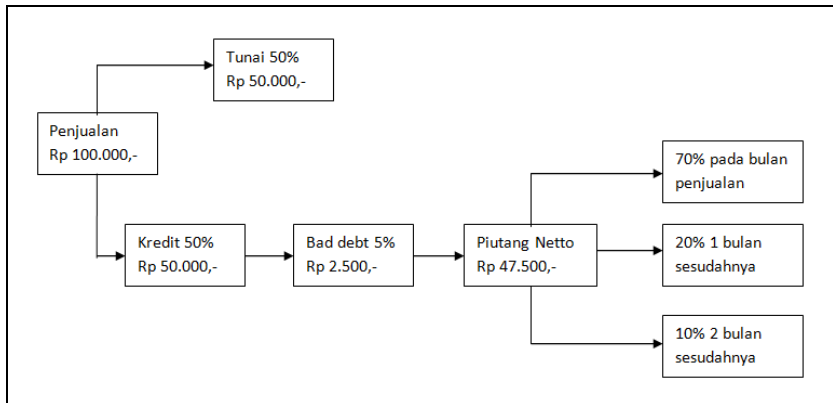 Tunai 50%
Rp 50.000,-
Penjualan
Rp 100.000,-
70% pada bulan
penjualan
Kredit 50%
Rp 50.000,-
Bad debt 5%
Rp 2.500,-
Piutang Netto
Rp 47.500,-
20% 1 bulan
sesudahnya
10% 2 bulan
sesudahnya